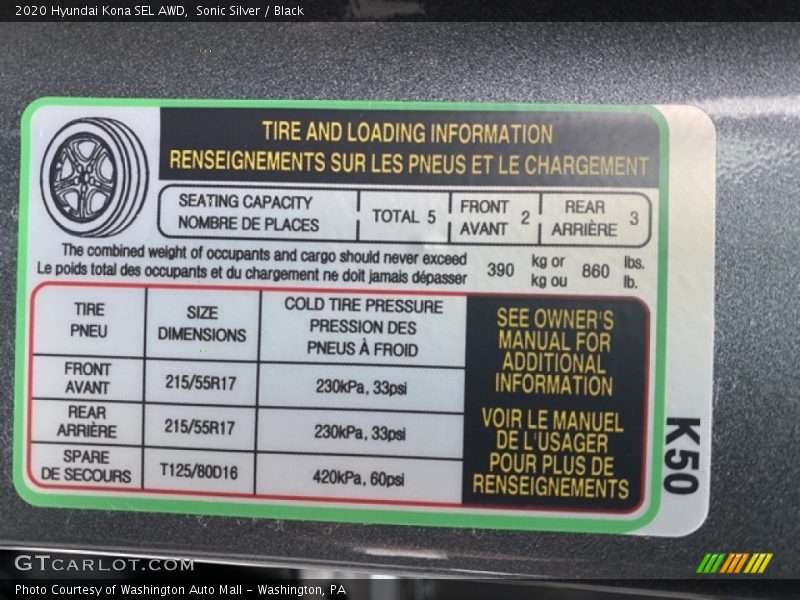 2020 Hyundai Kona SEL AWD, Sonic Silver / Black
TIRE AND LOADING INFORMATION
RENSEIGNEMENTS SUR LES PNEUS ET LE CHARGEMENT
SEATING CAPACITY
NOMBRE DE PLACES
TOTAL 5
FRONT
AVANT 2
REAR
ARRIÈRE 3
The combined weight of occupants and cargo should never exceed
Le poids total des occupants et du chargement ne doit jamais dépasser
390 kg or
kg ou
860 lbs.
lb.
TIRE
PNEU
SIZE
DIMENSIONS
COLD TIRE PRESSURE
PRESSION DES
PNEUS À FROID
FRONT
AVANT
215/55R17
230kPa, 33psi
REAR
ARRIÈRE
215/55R17
230kPa, 33psi
SPARE
DE SECOURS
T125/80D16
420kPa, 60psi
SEE OWNER'S
MANUAL FOR
ADDITIONAL
INFORMATION
VOIR LE MANUEL
DE L'USAGER
POUR PLUS DE
RENSEIGNEMENTS
K50
GTCARLOT.COM
Photo Courtesy of Washington Auto Mall - Washington, PA